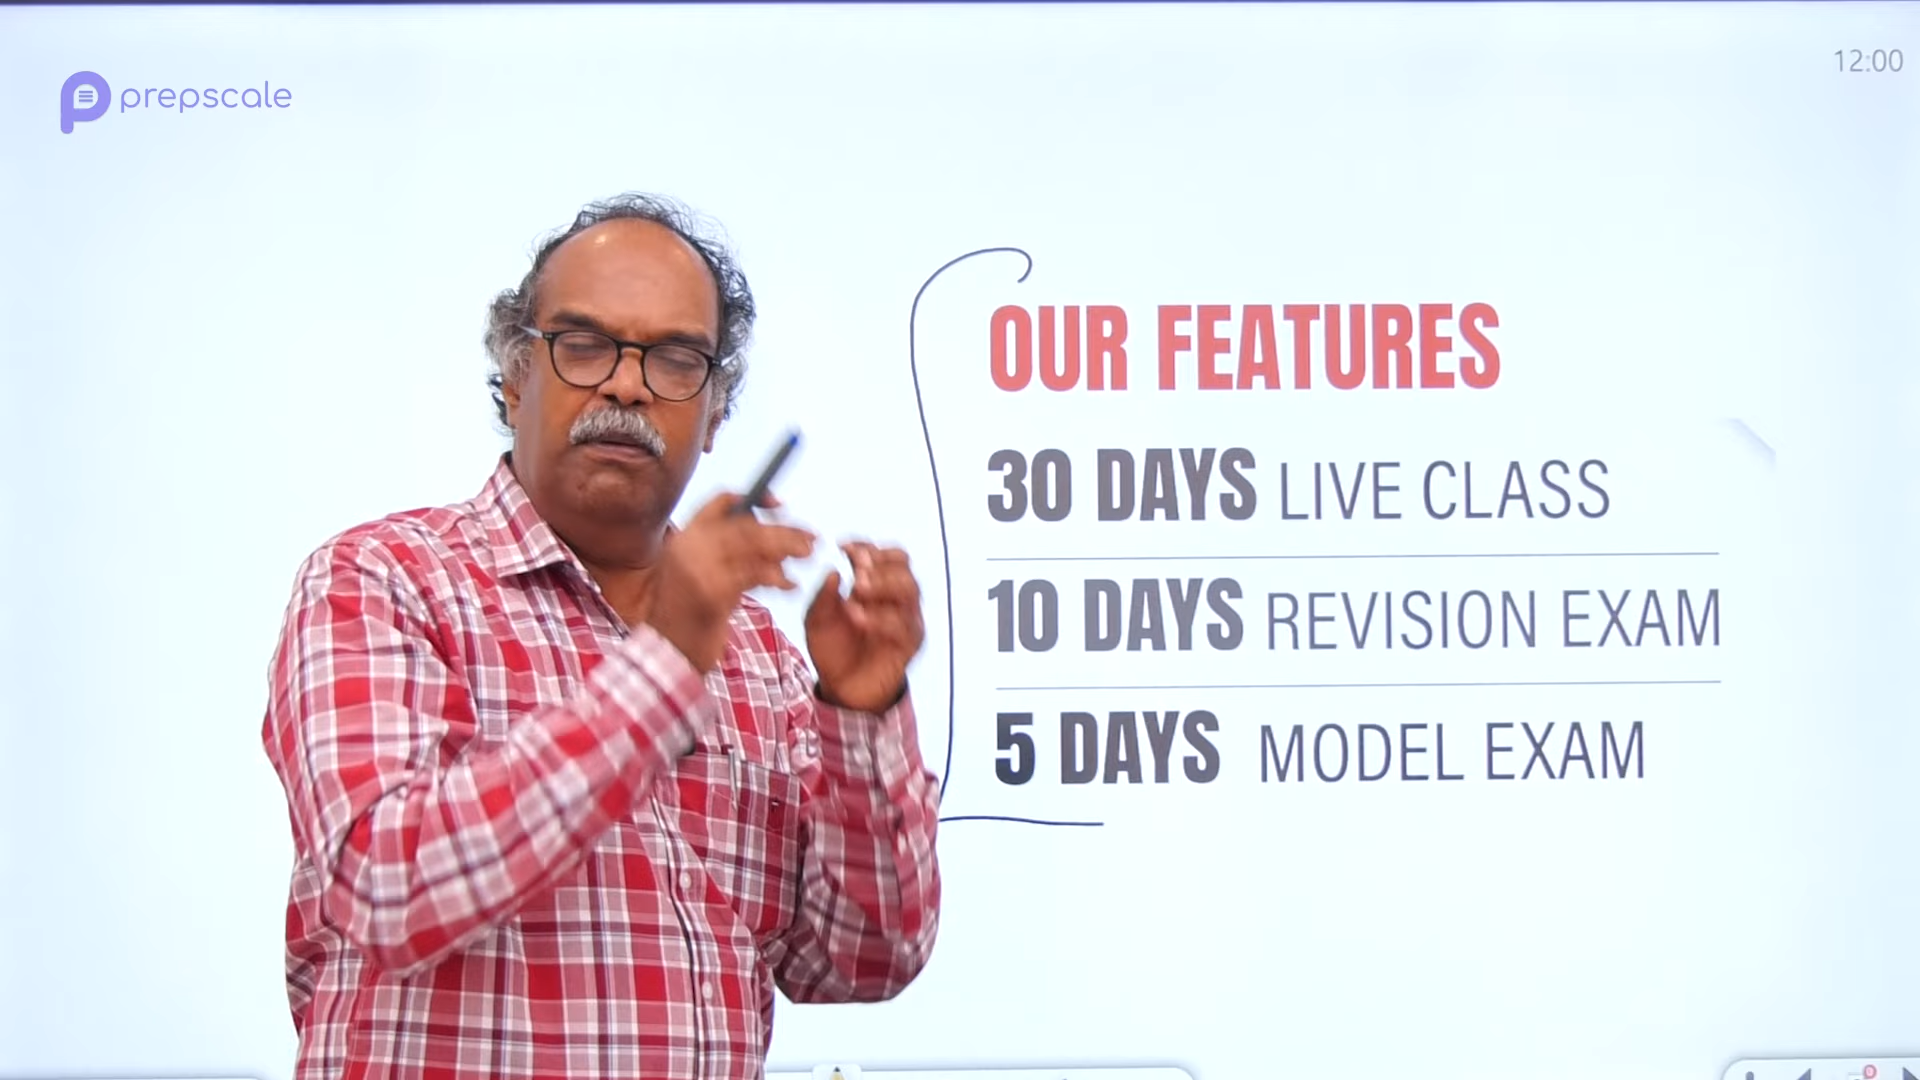 prepscale
12:00
OUR FEATURES
30 DAYS LIVE CLASS
10 DAYS REVISION EXAM
5 DAYS MODEL EXAM